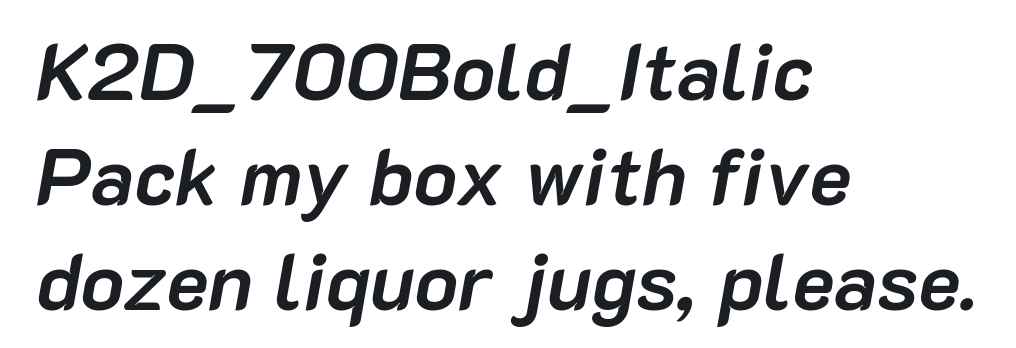 K2D_700Bold_Italic
Pack my box with five
dozen liquor jugs, please.